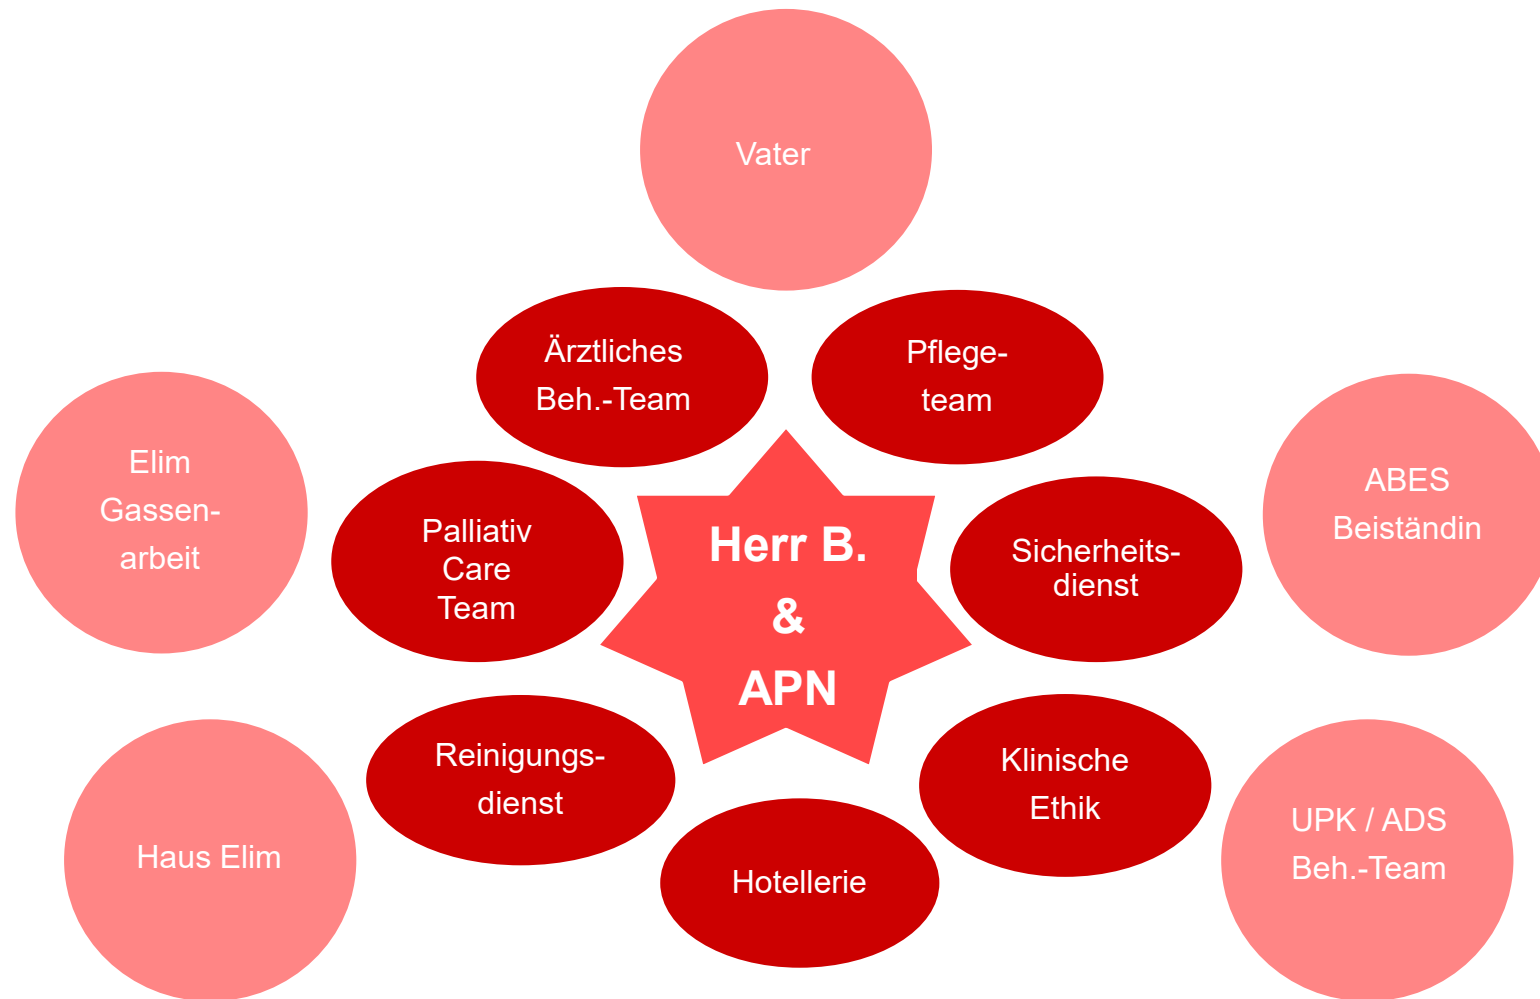 Vater
Ärztliches
Beh.-Team
Pflege-
team
Elim
Gassen-
arbeit
Palliativ
Care
Team
Herr B.
&
APN
Sicherheits-
dienst
ABES
Beiständin
Reinigungs-
dienst
Klinische
Ethik
Haus Elim
Hotellerie
UPK / ADS
Beh.-Team